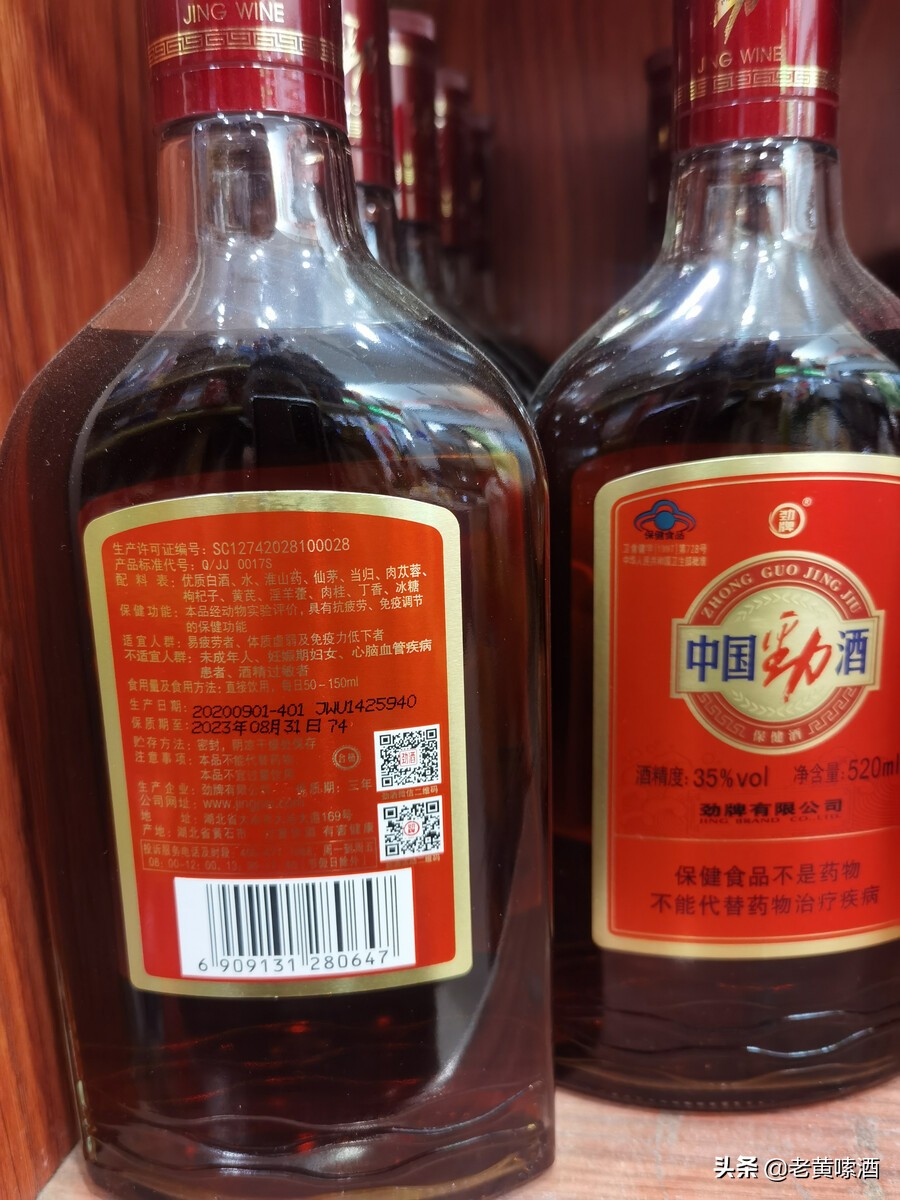 JING WINE
生产许可证编号: SC12742028100028
产品标准代号: Q/JJ 0017S
配 料 表: 优质白酒、水、淮山药、仙茅、当归、肉苁蓉、
枸杞子、黄芪、淫羊藿、肉桂、丁香、冰糖
保健功能: 本品经动物实验评价,具有抗疲劳、免疫调节
的保健功能
适宜人群: 易疲劳者、体质虚弱及免疫力低下者
不适宜人群: 未成年人、妊娠期妇女、心脑血管疾病
患者、酒精过敏者
食用量及食用方法: 直接饮用, 每日50-150ml
生产日期: 20200901-401 JWU1425940
保质期至: 2023年08月31日 74
贮存方法: 密封,阴凉干燥处保存
注意事项: 本品不能代替药物
本品不宜过量饮用
生产企业: 劲牌有限公司 保质期: 三年
公司网址: www.jingpai.com
地 址: 湖北省大冶市大冶大道169号
产地: 湖北省黄石市 有害健康
投诉服务电话及时段
劲酒
二维码
6 909131 280647
JING WINE
劲
保健食品
劲牌
®
ZHONG GUO JING JIU
中国劲酒
保健酒
酒精度: 35%vol 净含量: 520ml
劲牌有限公司
JING BRAND CO.,LTD.
保健食品不是药物
不能代替药物治疗疾病
头条 @老黄嗦酒